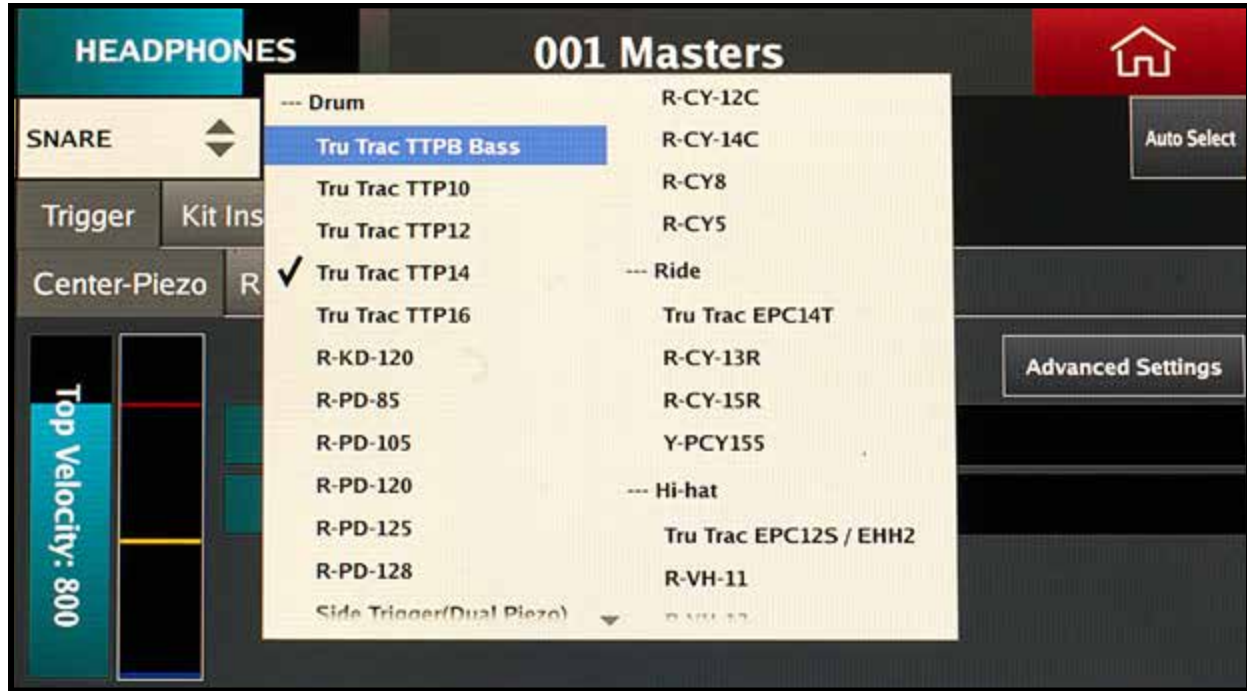 HEADPHONES
001 Masters
SNARE
Auto Select
Trigger
Kit Ins
Center-Piezo
R
Top Velocity: 800
Advanced Settings
--- Drum
Tru Trac TTPB Bass
Tru Trac TTP10
Tru Trac TTP12
✓ Tru Trac TTP14
Tru Trac TTP16
R-KD-120
R-PD-85
R-PD-105
R-PD-120
R-PD-125
R-PD-128
Side Trigger(Dual Piezo)
R-CY-12C
R-CY-14C
R-CY8
R-CY5
--- Ride
Tru Trac EPC14T
R-CY-13R
R-CY-15R
Y-PCY155
--- Hi-hat
Tru Trac EPC12S / EHH2
R-VH-11